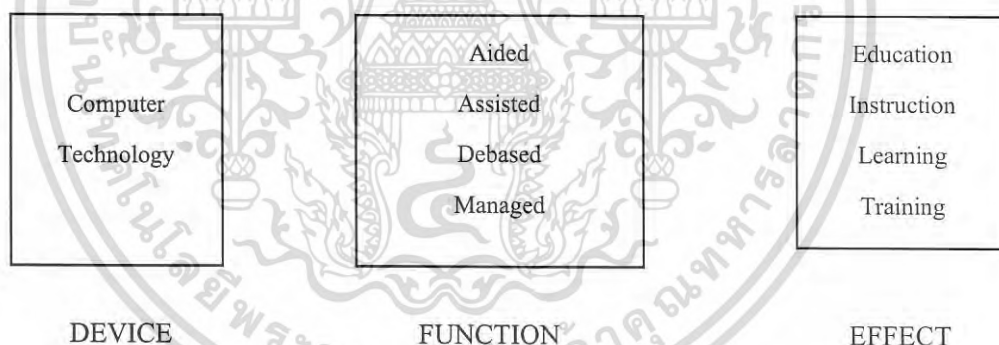 Computer
Technology
Aided
Assisted
Debased
Managed
Education
Instruction
Learning
Training
DEVICE
FUNCTION
EFFECT